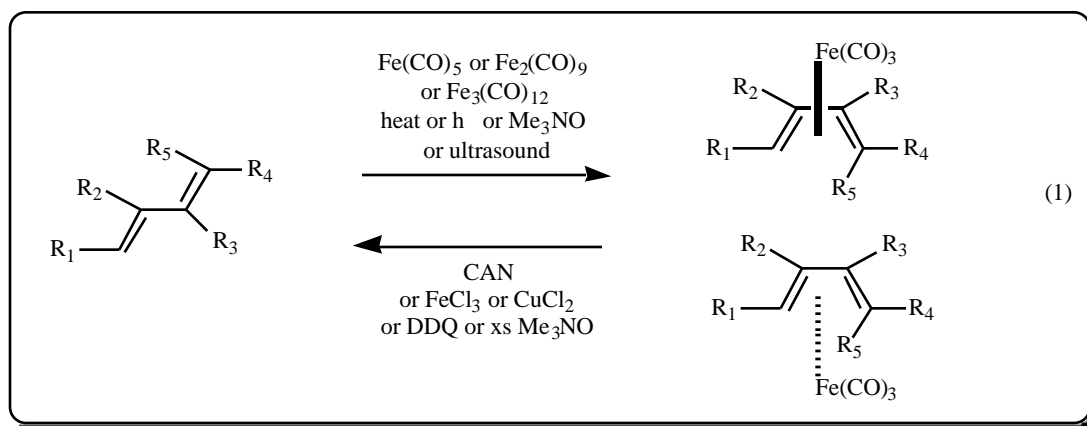 Fe(CO)5 or Fe2(CO)9
or Fe3(CO)12
heat or h or Me3NO
or ultrasound
CAN
or FeCl3 or CuCl2
or DDQ or xs Me3NO
R5
R4
R2
R3
R1
Fe(CO)3
R2
R3
R1
R4
R5
(1)
R2
R3
R1
R4
R5
Fe(CO)3